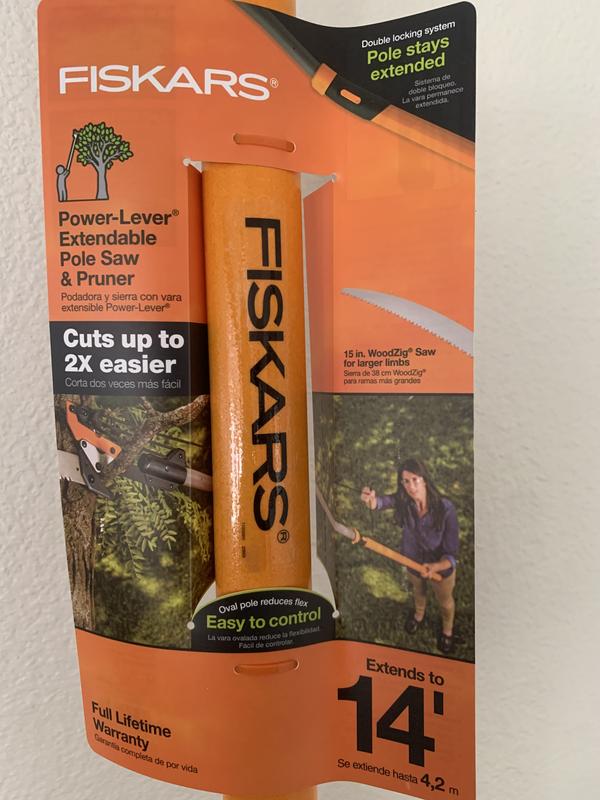 FISKARS®
Double locking system
Pole stays
extended
Sistema de
doble bloqueo.
La vara permanece
extendida.
Power-Lever®
Extendable
Pole Saw
& Pruner
Podadora y sierra con vara
extensible Power-Lever®
Cuts up to
2X easier
Corta dos veces más fácil
FISKARS®
15 in. WoodZig® Saw
for larger limbs
Sierra de 38 cm WoodZig®
para ramas más grandes
Oval pole reduces flex
Easy to control
La vara ovalada reduce la flexibilidad.
Fácil de controlar.
Full Lifetime
Warranty
Garantía completa de por vida
Extends to
14'
Se extiende hasta 4,2 m